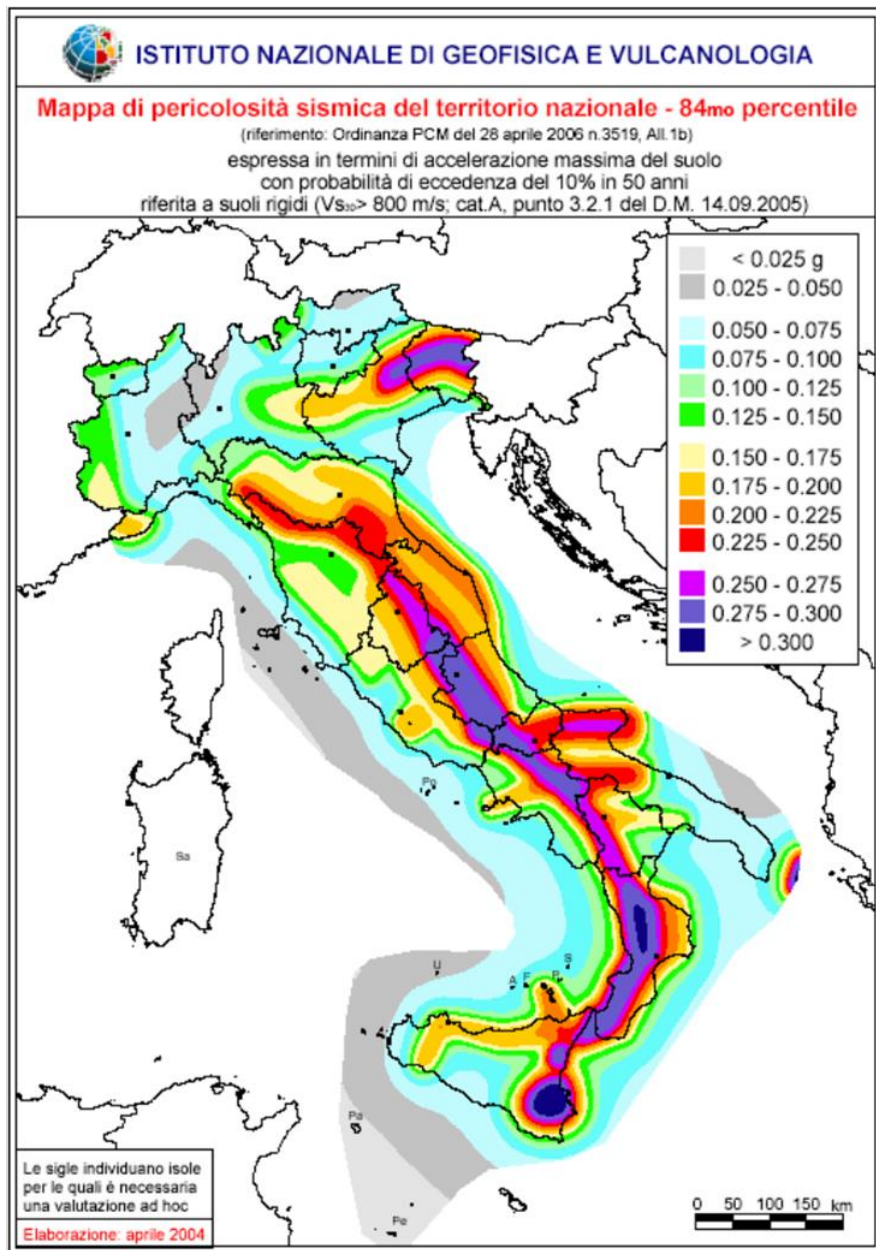 ISTITUTO NAZIONALE DI GEOFISICA E VULCANOLOGIA
Mappa di pericolosità sismica del territorio nazionale - 84mo percentile
(riferimento: Ordinanza PCM del 28 aprile 2006 n.3519, All.1b)
espressa in termini di accelerazione massima del suolo
con probabilità di eccedenza del 10% in 50 anni
riferita a suoli rigidi (Vs30> 800 m/s; cat.A, punto 3.2.1 del D.M. 14.09.2005)
< 0.025 g
0.025 - 0.050
0.050 - 0.075
0.075 - 0.100
0.100 - 0.125
0.125 - 0.150
0.150 - 0.175
0.175 - 0.200
0.200 - 0.225
0.225 - 0.250
0.250 - 0.275
0.275 - 0.300
> 0.300
Po
Sa
U
A
F
P
S
Pa
Pe
Le sigle individuano isole
per le quali è necessaria
una valutazione ad hoc
Elaborazione: aprile 2004
0 50 100 150 km